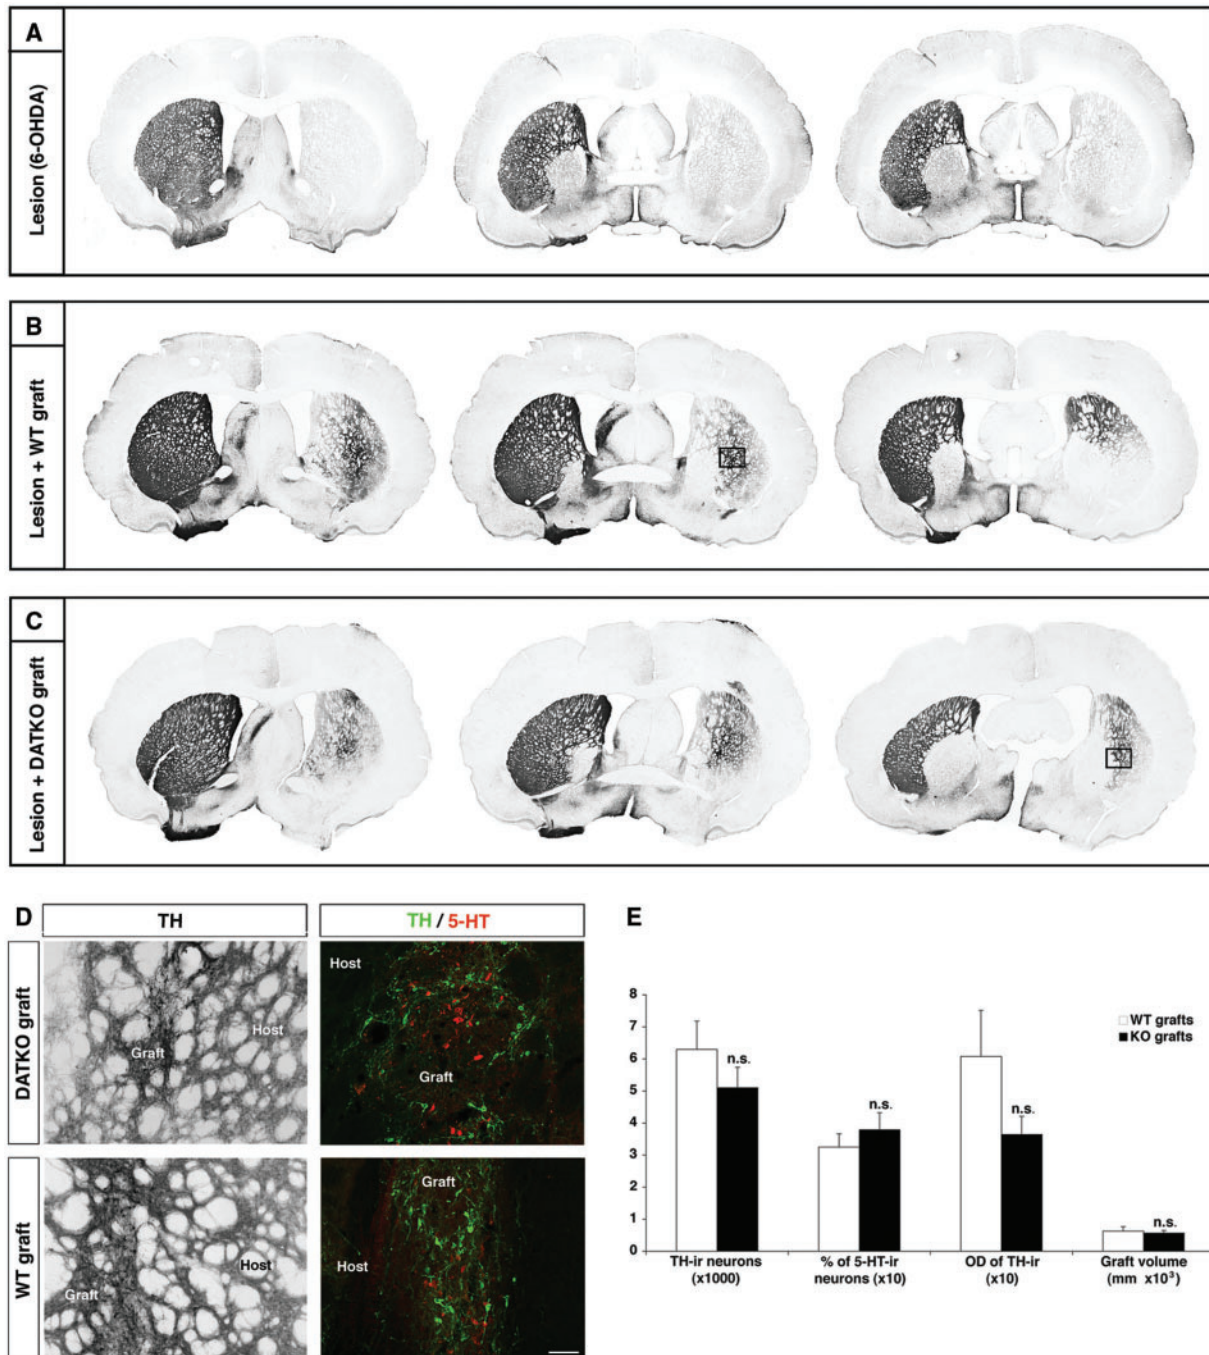 A
Lesion (6-OHDA)
B
Lesion + WT graft
C
Lesion + DATKO graft
D
TH
TH / 5-HT
DATKO graft
Graft
Host
Host
Graft
WT graft
Graft
Host
Graft
Host
E
8
7
6
5
4
3
2
1
0
WT grafts
KO grafts
n.s.
n.s.
n.s.
n.s.
TH-ir neurons
(x1000)
% of 5-HT-ir
neurons (x10)
OD of TH-ir
(x10)
Graft volume
(mm x10³)